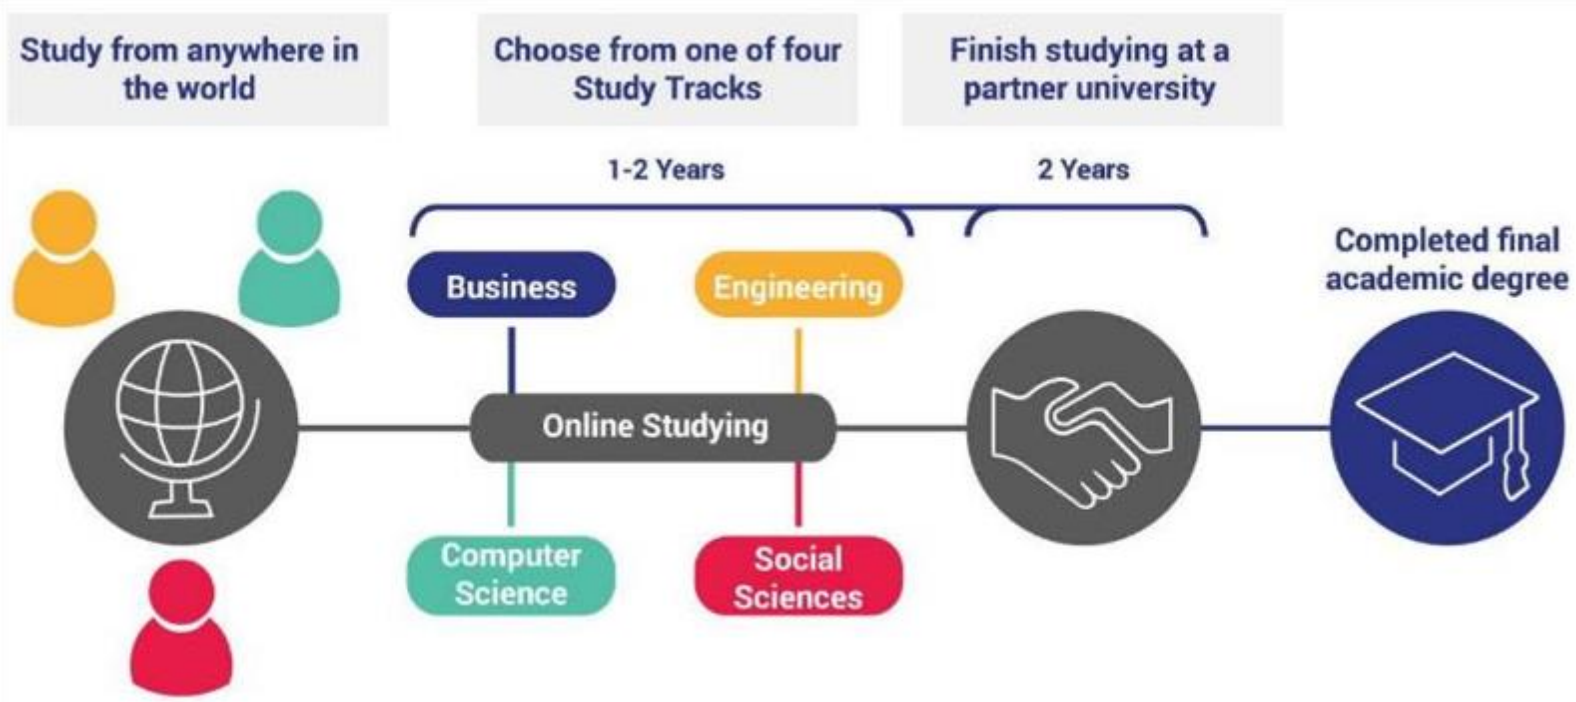 Study from anywhere in
the world
Choose from one of four
Study Tracks
Finish studying at a
partner university
1-2 Years
2 Years
Completed final
academic degree
Business
Engineering
Online Studying
Computer
Science
Social
Sciences